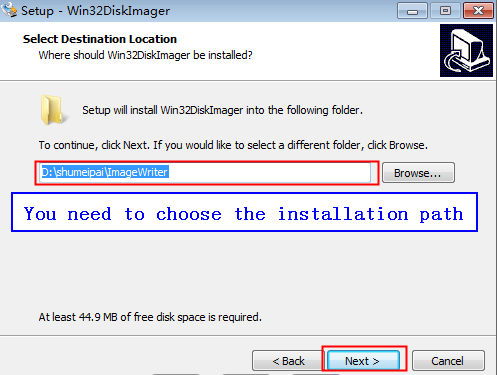 Setup - Win32DiskImager
Select Destination Location
Where should Win32DiskImager be installed?
Setup will install Win32DiskImager into the following folder.
To continue, click Next. If you would like to select a different folder, click Browse.
D:\shumeipai\ImageWriter
Browse...
You need to choose the installation path
At least 44.9 MB of free disk space is required.
< Back
Next >
Cancel